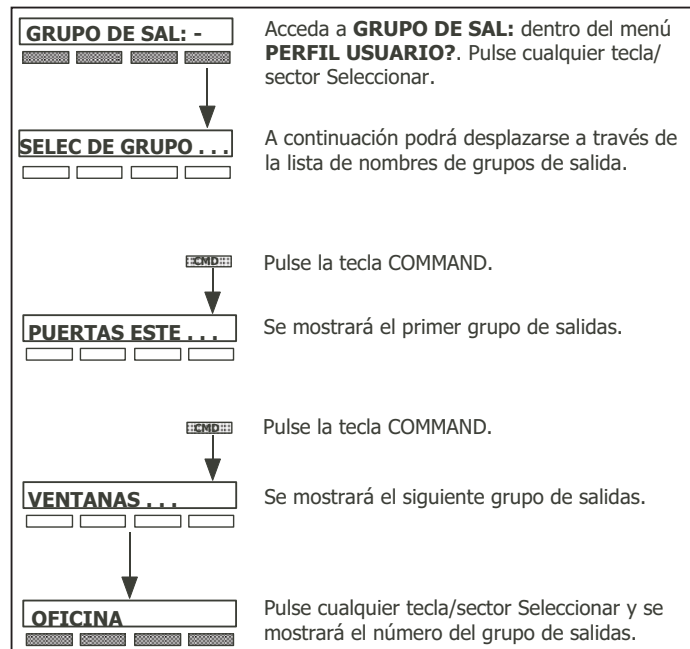 GRUPO DE SAL: -
Acceda a GRUPO DE SAL: dentro del menú
PERFIL USUARIO?. Pulse cualquier tecla/
sector Seleccionar.
SELEC DE GRUPO . . .
A continuación podrá desplazarse a través de
la lista de nombres de grupos de salida.
CMD
Pulse la tecla COMMAND.
PUERTAS ESTE . . .
Se mostrará el primer grupo de salidas.
CMD
Pulse la tecla COMMAND.
VENTANAS . . .
Se mostrará el siguiente grupo de salidas.
OFICINA
Pulse cualquier tecla/sector Seleccionar y se
mostrará el número del grupo de salidas.